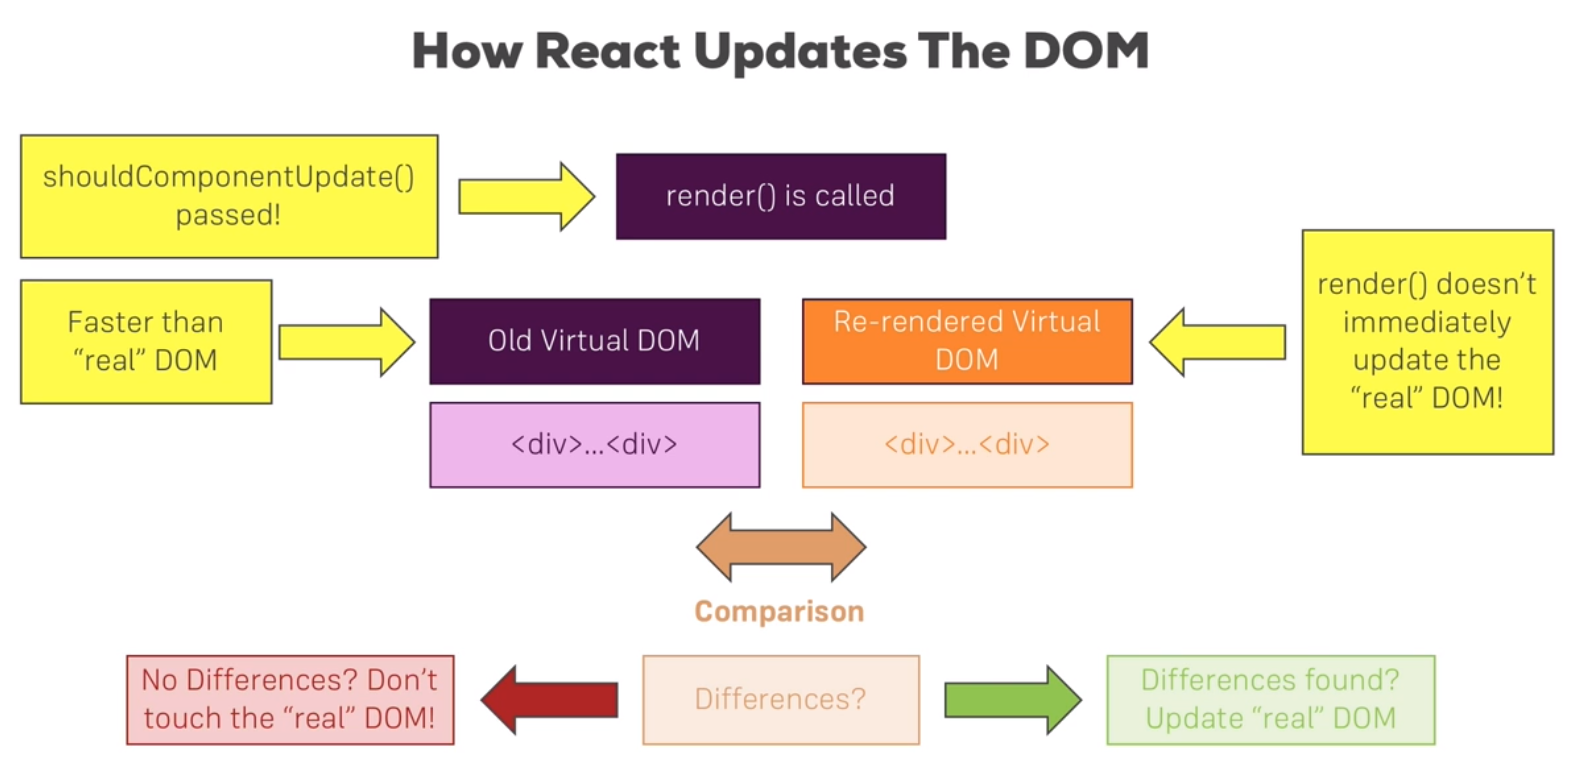 How React Updates The DOM
shouldComponentUpdate()
passed!
render() is called
Faster than
“real” DOM
Old Virtual DOM
Re-rendered Virtual
DOM
render() doesn’t
immediately
update the
“real” DOM!
<div>...<div>
<div>...<div>
Comparison
No Differences? Don’t
touch the “real” DOM!
Differences?
Differences found?
Update “real” DOM